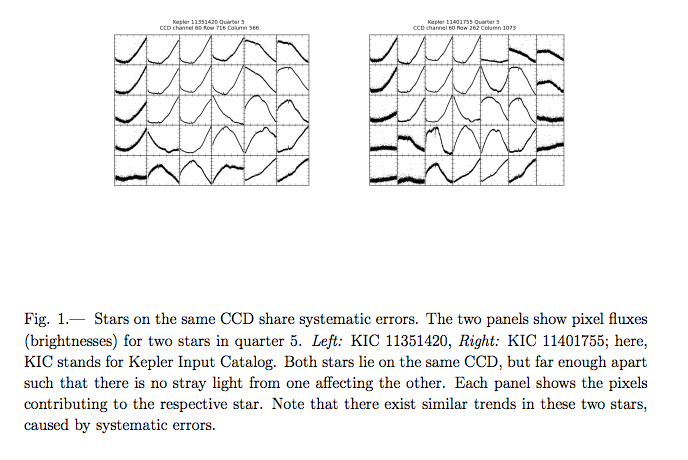 Kepler 11351420 Quarter 5
CCD channel 60 Row 716 Column 566
Kepler 11401755 Quarter 5
CCD channel 60 Row 262 Column 1073
Fig. 1.— Stars on the same CCD share systematic errors. The two panels show pixel fluxes
(brightnesses) for two stars in quarter 5. Left: KIC 11351420, Right: KIC 11401755; here,
KIC stands for Kepler Input Catalog. Both stars lie on the same CCD, but far enough apart
such that there is no stray light from one affecting the other. Each panel shows the pixels
contributing to the respective star. Note that there exist similar trends in these two stars,
caused by systematic errors.